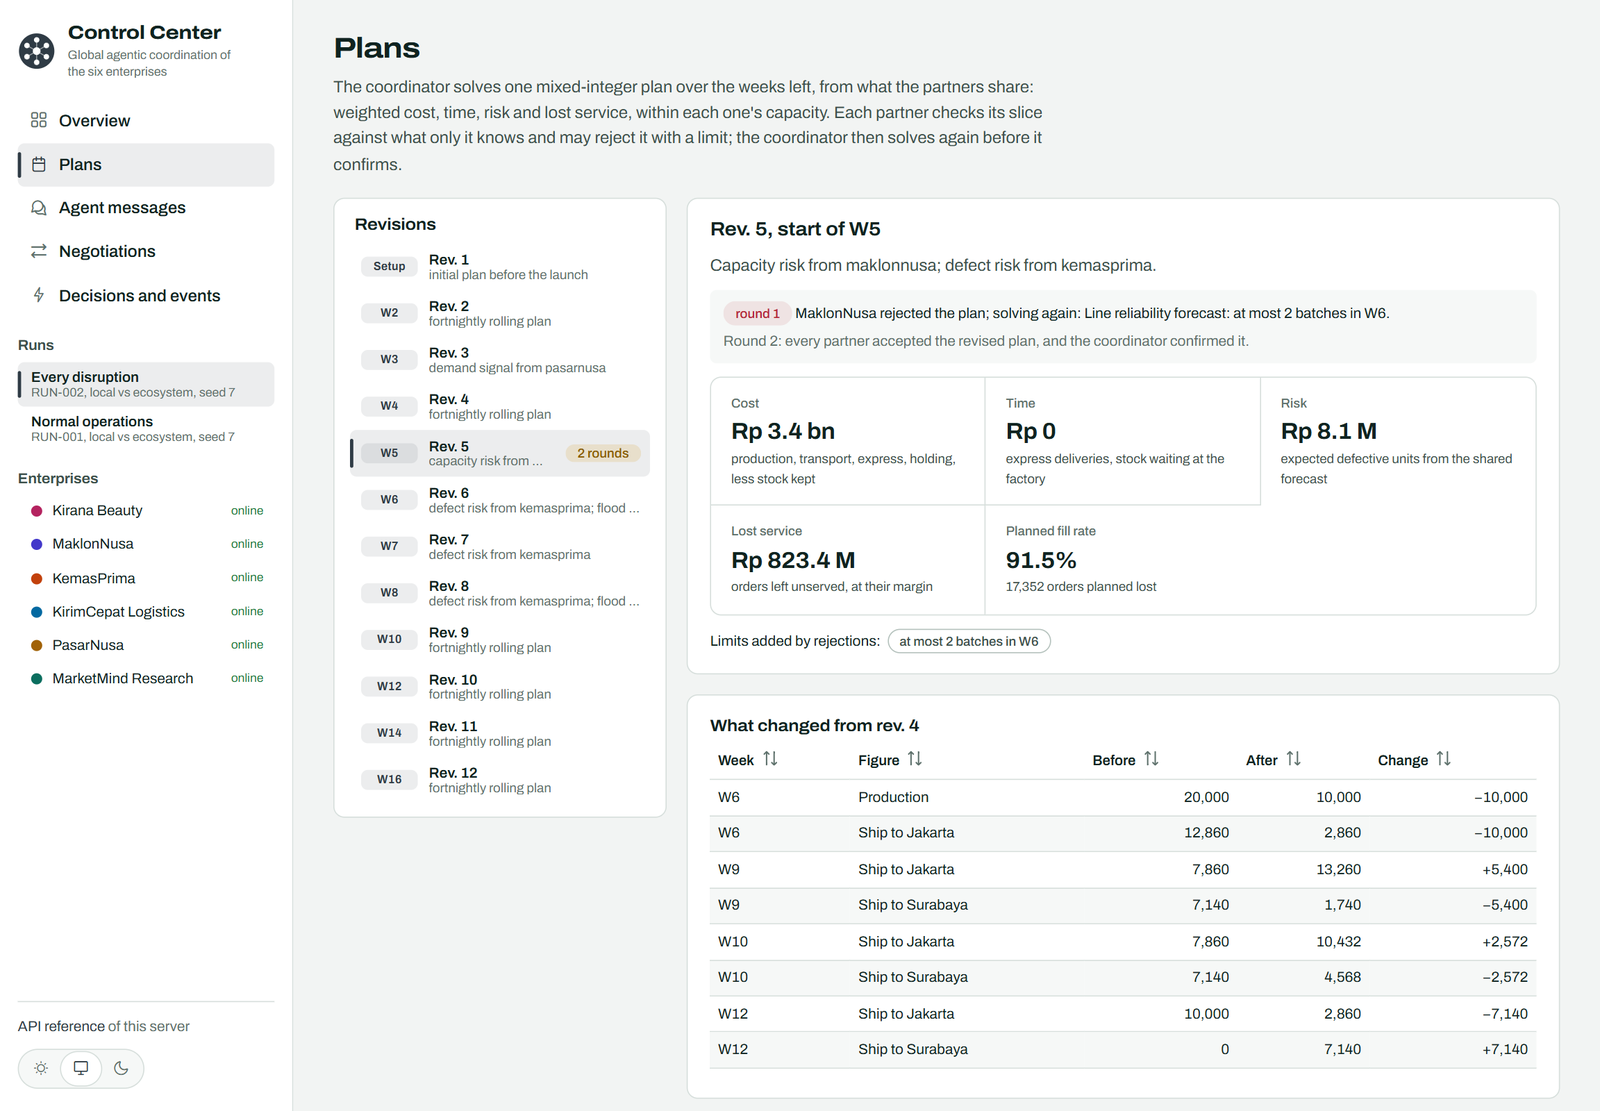 Control Center
Global agentic coordination of
the six enterprises
Overview
Plans
Agent messages
Negotiations
Decisions and events
Runs
Every disruption
RUN-002, local vs ecosystem, seed 7
Normal operations
RUN-001, local vs ecosystem, seed 7
Enterprises
Kirana Beauty online
MaklonNusa online
KemasPrima online
KirimCepat Logistics online
PasarNusa online
MarketMind Research online
API reference of this server
Plans
The coordinator solves one mixed-integer plan over the weeks left, from what the partners share:
weighted cost, time, risk and lost service, within each one's capacity. Each partner checks its slice
against what only it knows and may reject it with a limit; the coordinator then solves again before it
confirms.
Revisions
Setup Rev. 1
initial plan before the launch
W2 Rev. 2
fortnightly rolling plan
W3 Rev. 3
demand signal from pasarnusa
W4 Rev. 4
fortnightly rolling plan
W5 Rev. 5 2 rounds
capacity risk from ...
W6 Rev. 6
defect risk from kemasprima; flood ...
W7 Rev. 7
defect risk from kemasprima
W8 Rev. 8
defect risk from kemasprima; flood ...
W10 Rev. 9
fortnightly rolling plan
W12 Rev. 10
fortnightly rolling plan
W14 Rev. 11
fortnightly rolling plan
W16 Rev. 12
fortnightly rolling plan
Rev. 5, start of W5
Capacity risk from maklonnusa; defect risk from kemasprima.
round 1 MaklonNusa rejected the plan; solving again: Line reliability forecast: at most 2 batches in W6.
Round 2: every partner accepted the revised plan, and the coordinator confirmed it.
Cost
Rp 3.4 bn
production, transport, express, holding,
less stock kept
Time
Rp 0
express deliveries, stock waiting at the
factory
Risk
Rp 8.1 M
expected defective units from the shared
forecast
Lost service
Rp 823.4 M
orders left unserved, at their margin
Planned fill rate
91.5%
17,352 orders planned lost
Limits added by rejections: at most 2 batches in W6
What changed from rev. 4
Week Figure Before After Change
W6 Production 20,000 10,000 −10,000
W6 Ship to Jakarta 12,860 2,860 −10,000
W9 Ship to Jakarta 7,860 13,260 +5,400
W9 Ship to Surabaya 7,140 1,740 −5,400
W10 Ship to Jakarta 7,860 10,432 +2,572
W10 Ship to Surabaya 7,140 4,568 −2,572
W12 Ship to Jakarta 10,000 2,860 −7,140
W12 Ship to Surabaya 0 7,140 +7,140